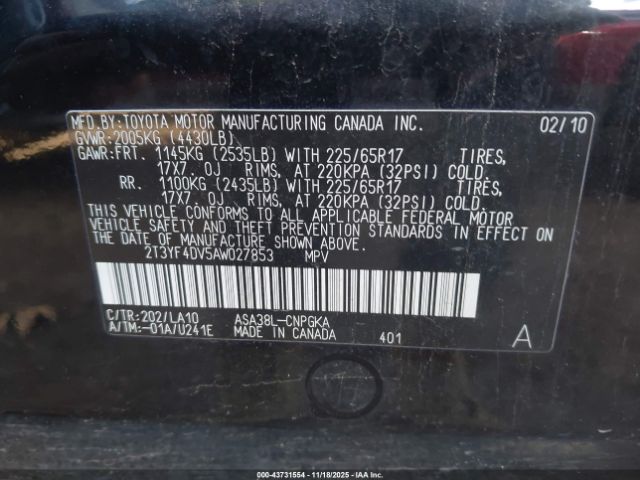 MFD.BY:TOYOTA MOTOR MANUFACTURING CANADA INC. 02/10
GVWR:2005KG (4430LB)
GAWR:FRT. 1145KG (2535LB) WITH 225/65R17 TIRES,
17X7.0J RIMS, AT 220KPA (32PSI) COLD.
RR. 1100KG (2435LB) WITH 225/65R17 TIRES,
17X7.0J RIMS, AT 220KPA (32PSI) COLD.
THIS VEHICLE CONFORMS TO ALL APPLICABLE FEDERAL MOTOR
VEHICLE SAFETY AND THEFT PREVENTION STANDARDS IN EFFECT ON
THE DATE OF MANUFACTURE SHOWN ABOVE.
2T3YF4DV5AW027853 MPV
C/TR:202/LA10 ASA38L-CNPGKA
A/TM:-01A/U241E MADE IN CANADA 401 A
000-43731554 - 11/18/2025 - IAA Inc.